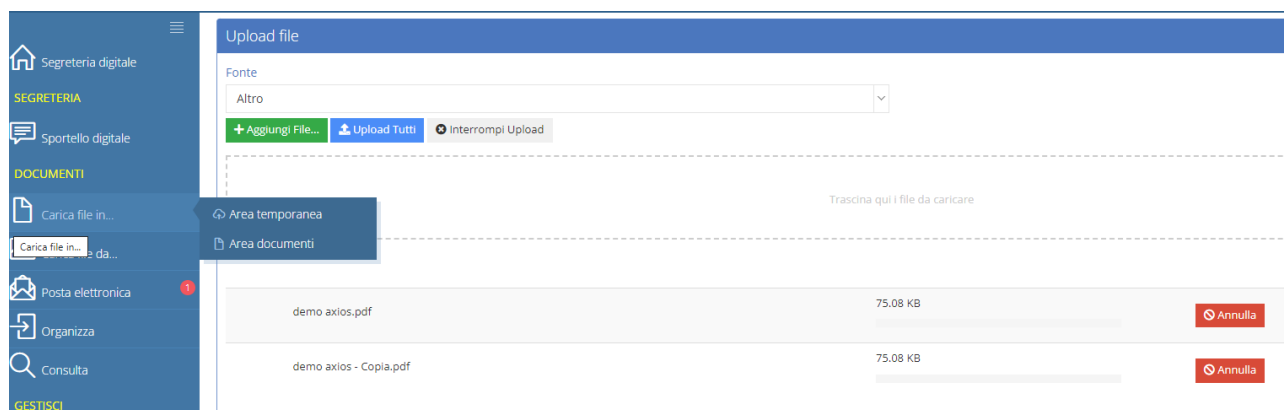 Segreteria digitale
SEGRETERIA
Sportello digitale
DOCUMENTI
Carica file in...
Carica file in...
e da...
Posta elettronica
1
Organizza
Consulta
GESTISCI
Area temporanea
Area documenti
Upload file
Fonte
Altro
Aggiungi File... Upload Tutti Interrompi Upload
Trascina qui i file da caricare
demo axios.pdf 75.08 KB Annulla
demo axios - Copia.pdf 75.08 KB Annulla